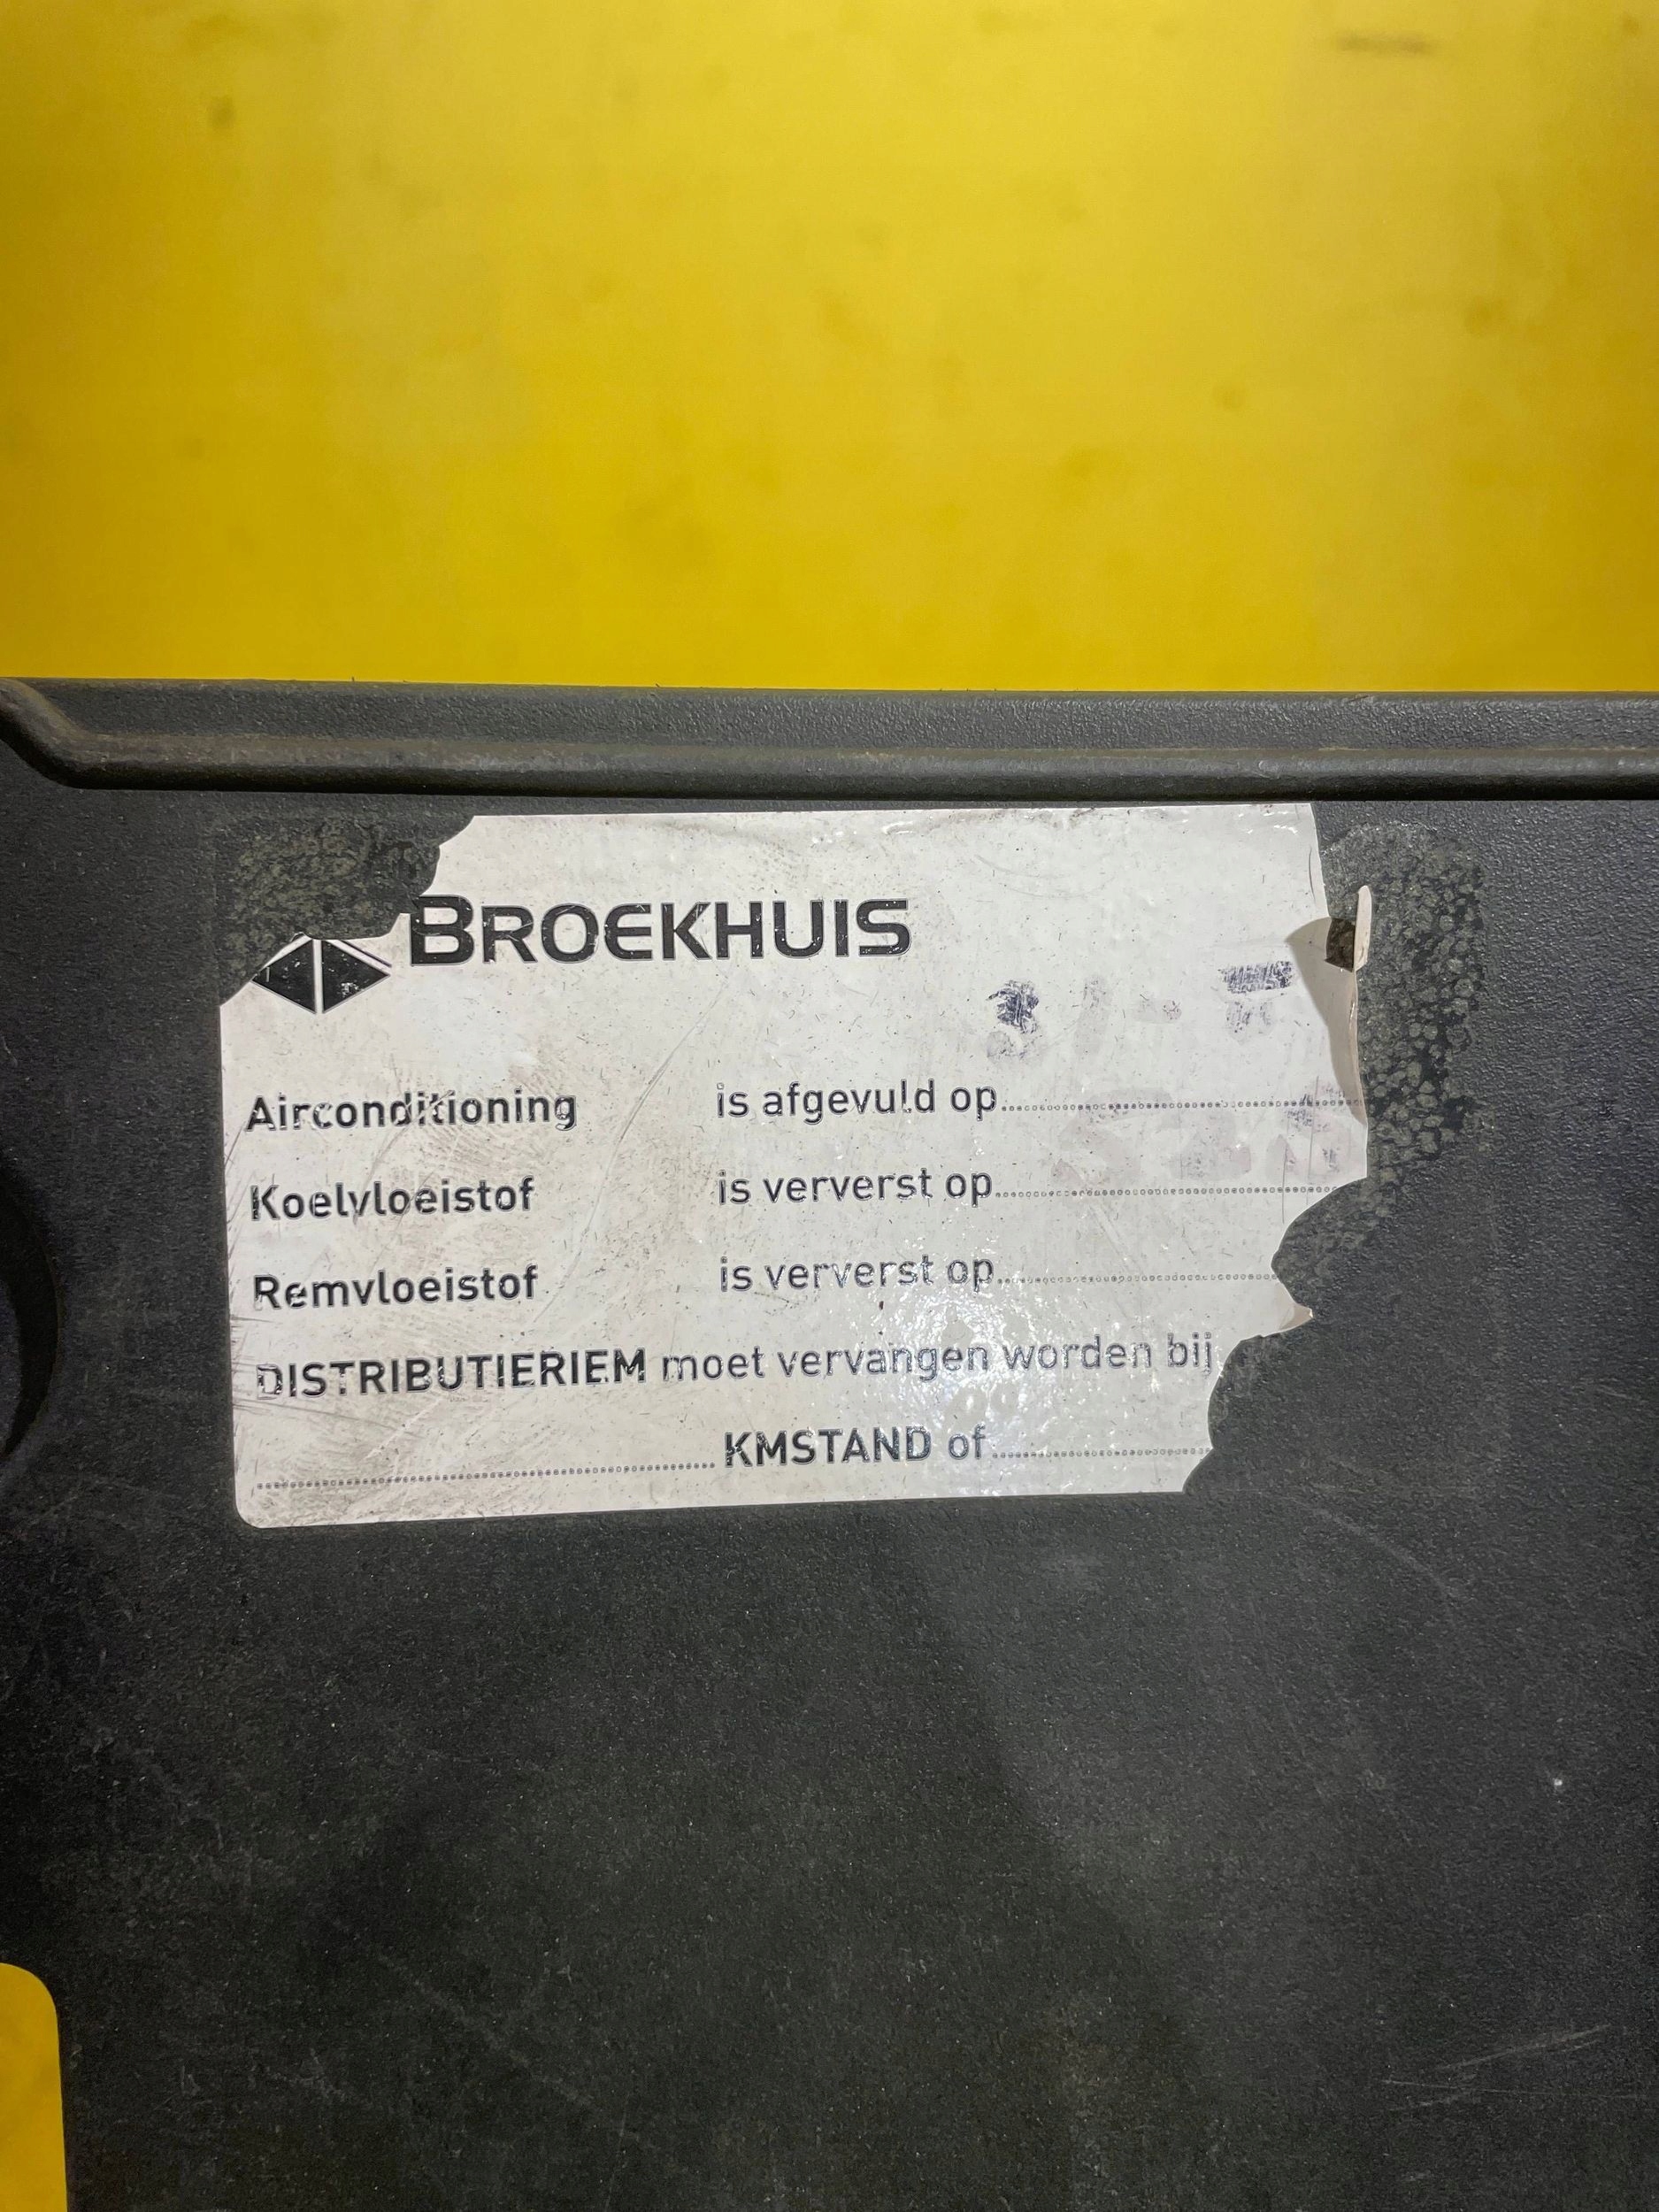 BROEKHUIS
Airconditioning is afgevuld op
Koelvloeistof is ververst op
Remvloeistof is ververst op
DISTRIBUTIERIEM moet vervangen worden bij
KMSTAND of